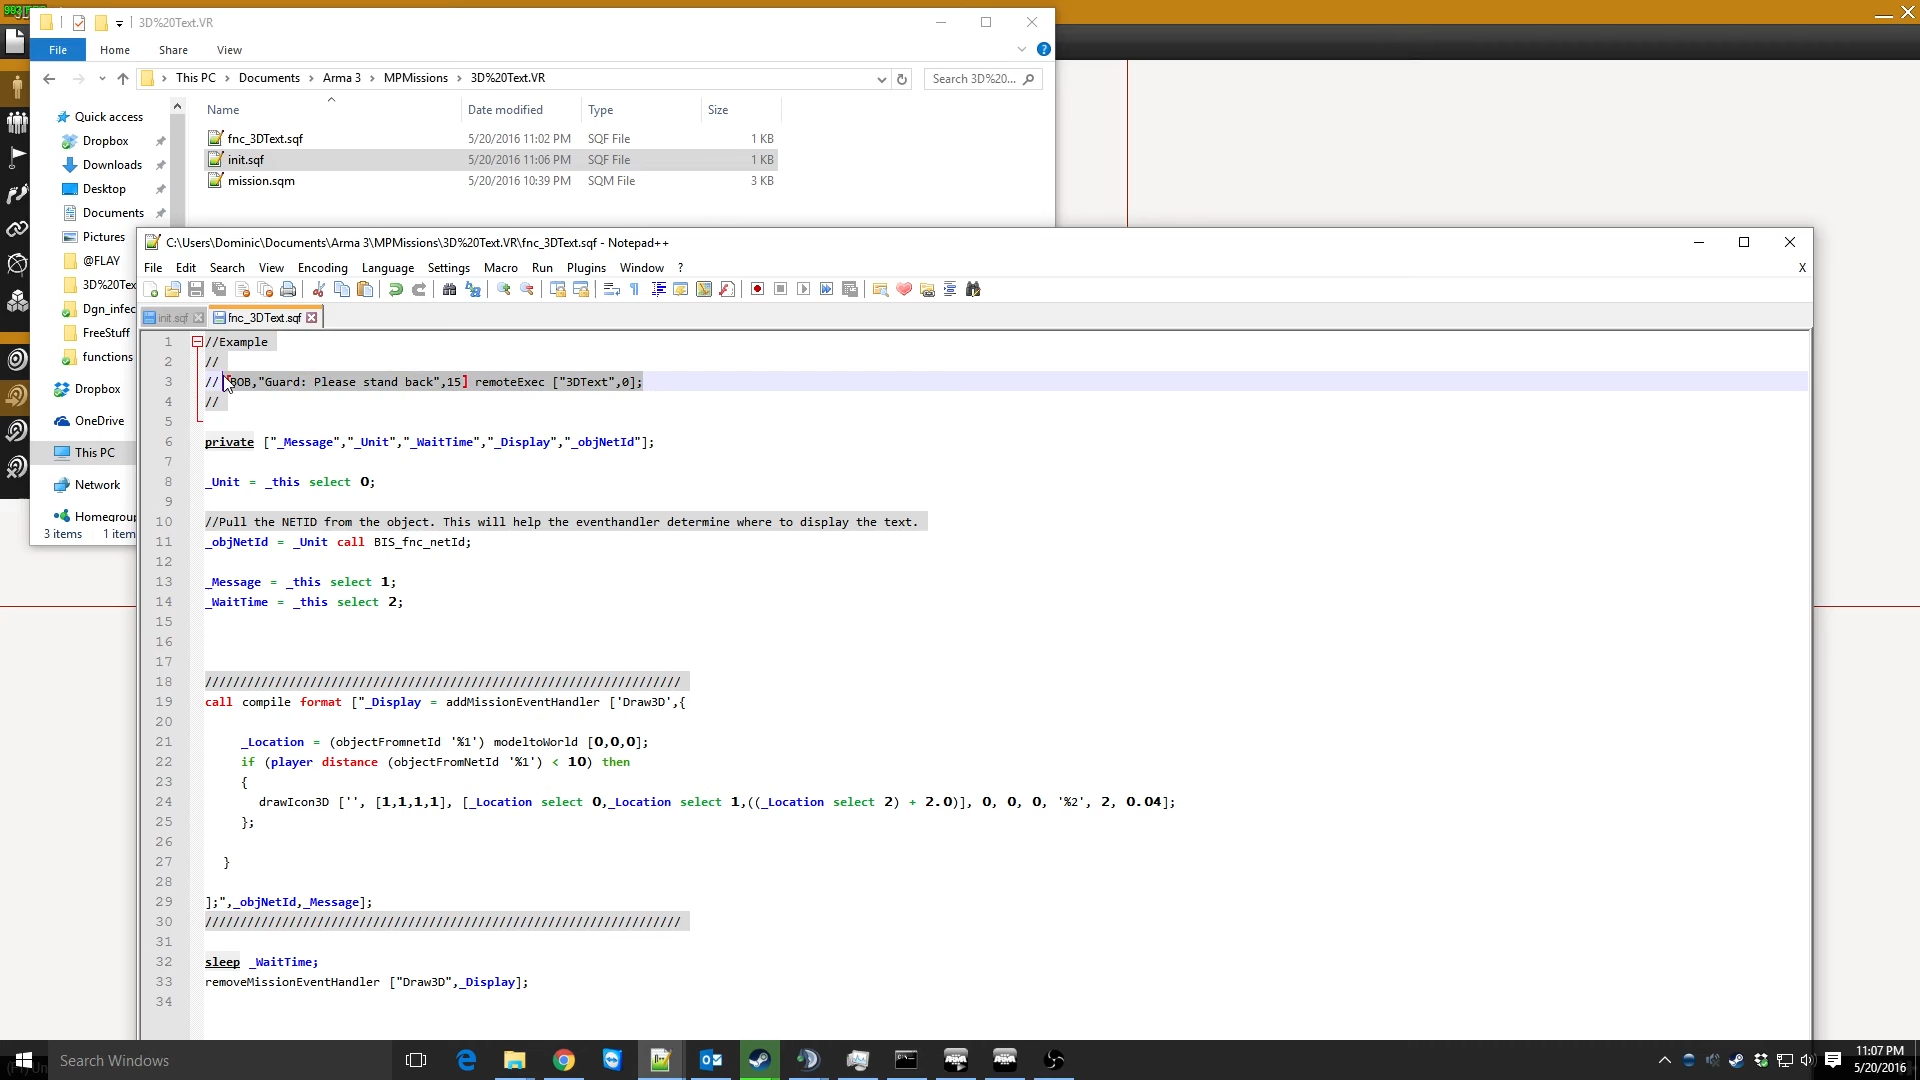 3D%20Text.VR
File Home Share View
This PC Documents Arma 3 MPMissions 3D%20Text.VR
Search 3D%20...
Name Date modified Type Size
fnc_3DText.sqf 5/20/2016 11:02 PM SQF File 1 KB
init.sqf 5/20/2016 11:06 PM SQF File 1 KB
mission.sqm 5/20/2016 10:39 PM SQM File 3 KB
Quick access
Dropbox
Downloads
Desktop
Documents
Pictures
@FLAY
3D%20Tex
Dgn_infec
FreeStuff
functions
Dropbox
OneDrive
This PC
Network
Homegroup
3 items 1 item
C:\Users\Dominic\Documents\Arma 3\MPMissions\3D%20Text.VR\fnc_3DText.sqf - Notepad++
File Edit Search View Encoding Language Settings Macro Run Plugins Window ?
X
init.sqf fnc_3DText.sqf
1 //Example
2 //
3 // [BOB,"Guard: Please stand back",15] remoteExec ["3DText",0];
4 //
5
6 private ["_Message","_Unit","_WaitTime","_Display","_objNetId"];
7
8 _Unit = _this select 0;
9
10 //Pull the NETID from the object. This will help the eventhandler determine where to display the text.
11 _objNetId = _Unit call BIS_fnc_netId;
12
13 _Message = _this select 1;
14 _WaitTime = _this select 2;
15
16
17
18 ////////////////////////////////////////////////////////////////////
19 call compile format ["_Display = addMissionEventHandler ['Draw3D',{
20
21 _Location = (objectFromnetId '%1') modeltoWorld [0,0,0];
22 if (player distance (objectFromNetId '%1') < 10) then
23 {
24 drawIcon3D ['', [1,1,1,1], [_Location select 0,_Location select 1,((_Location select 2) + 2.0)], 0, 0, 0, '%2', 2, 0.04];
25 };
26
27 }
28
29 ];",_objNetId,_Message];
30 ////////////////////////////////////////////////////////////////////
31
32 sleep _WaitTime;
33 removeMissionEventHandler ["Draw3D",_Display];
34
Search Windows
11:07 PM
5/20/2016